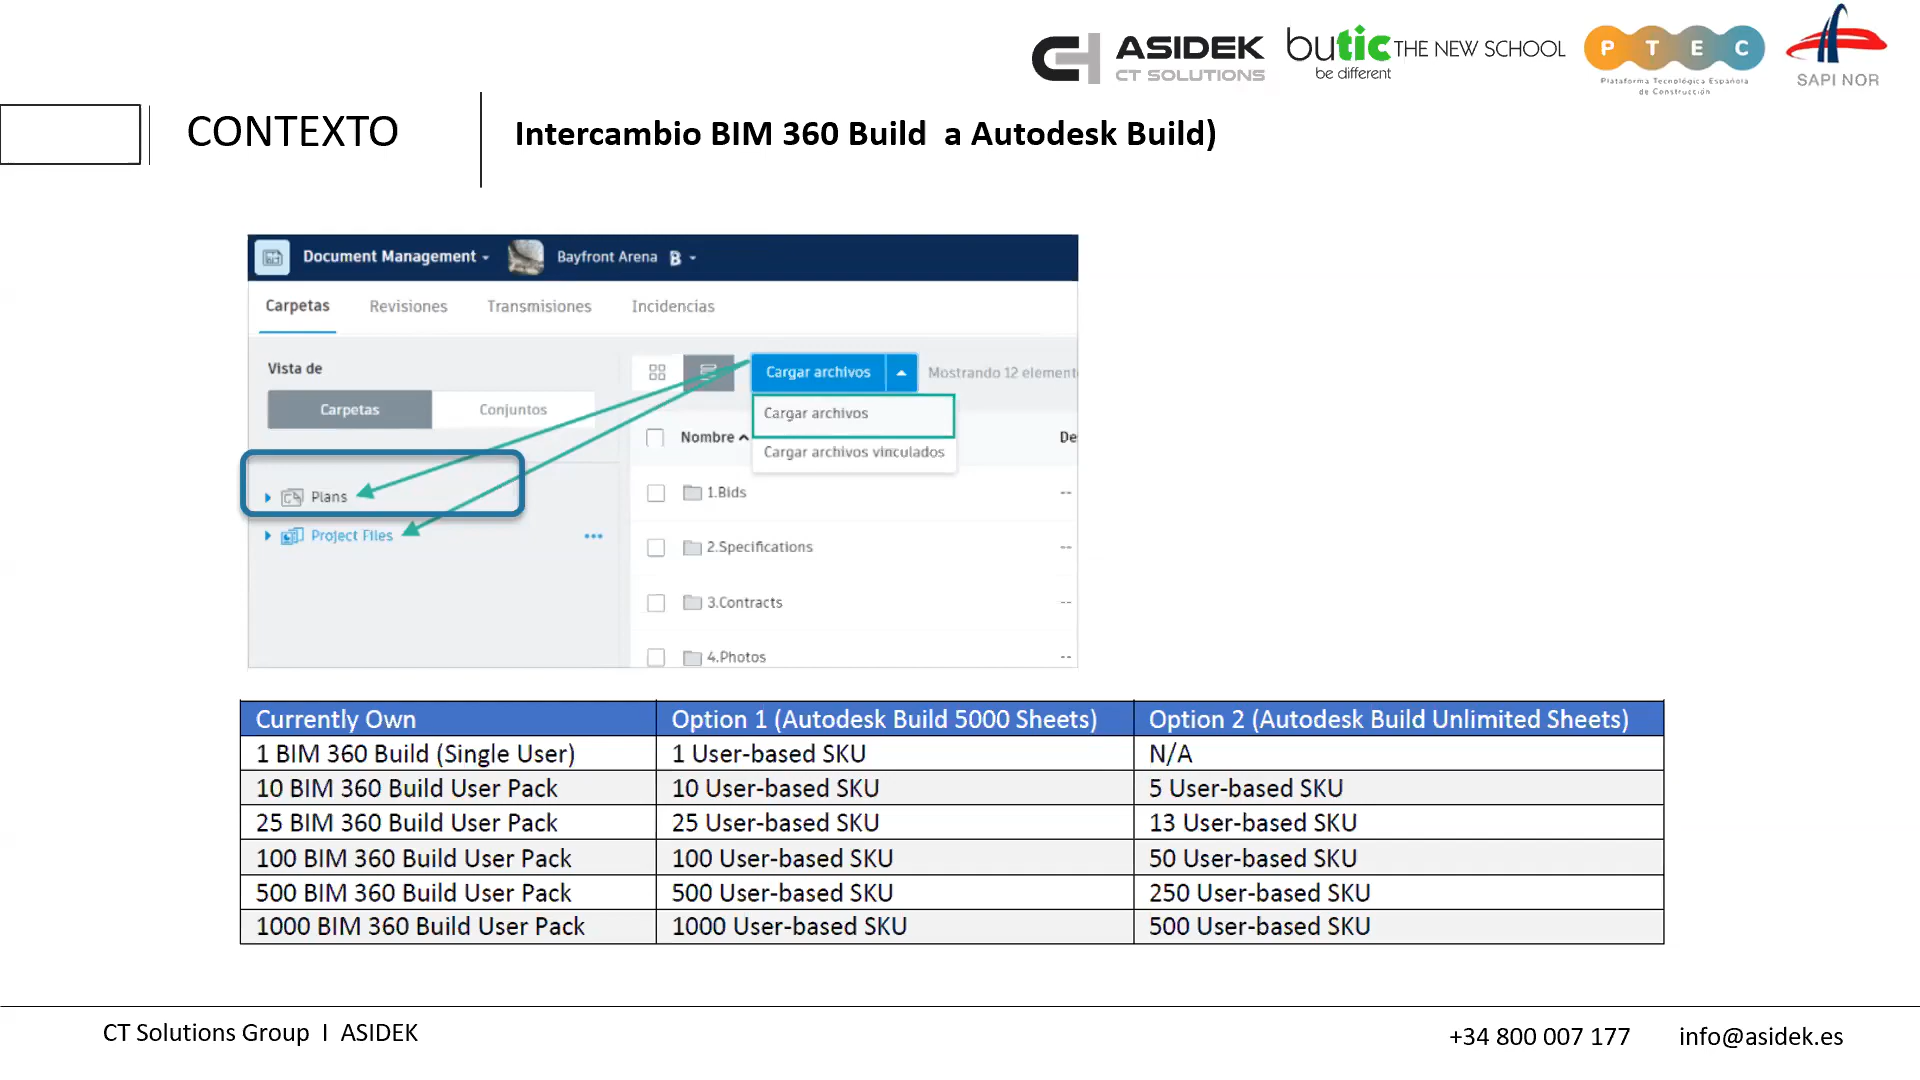 ASIDEK
CT SOLUTIONS
butic THE NEW SCHOOL
be different
P T E C
Plataforma Tecnológica Española
de Construcción
SAPI NOR
CONTEXTO
Intercambio BIM 360 Build  a Autodesk Build)
Document Management
Bayfront Arena B
Carpetas Revisiones Transmisiones Incidencias
Vista de
Carpetas Conjuntos
Cargar archivos
Mostrando 12 element
Cargar archivos
Cargar archivos vinculados
Nombre
De
Plans
Project Files
1.Bids --
2.Specifications --
3.Contracts --
4.Photos --
Currently Own Option 1 (Autodesk Build 5000 Sheets) Option 2 (Autodesk Build Unlimited Sheets)
1 BIM 360 Build (Single User) 1 User-based SKU N/A
10 BIM 360 Build User Pack 10 User-based SKU 5 User-based SKU
25 BIM 360 Build User Pack 25 User-based SKU 13 User-based SKU
100 BIM 360 Build User Pack 100 User-based SKU 50 User-based SKU
500 BIM 360 Build User Pack 500 User-based SKU 250 User-based SKU
1000 BIM 360 Build User Pack 1000 User-based SKU 500 User-based SKU
CT Solutions Group I ASIDEK
+34 800 007 177 info@asidek.es